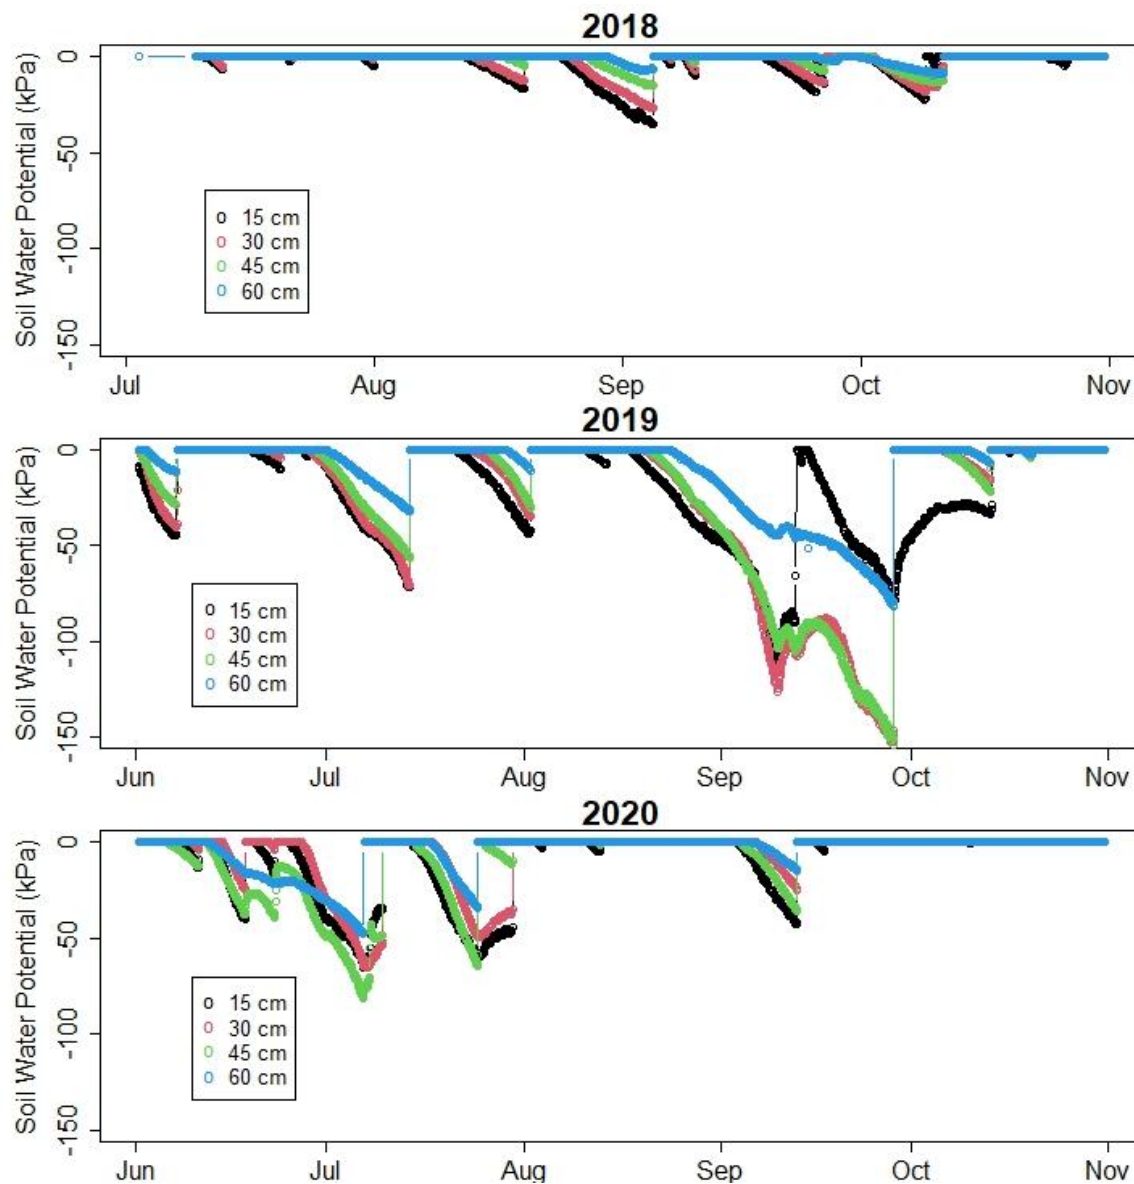 2018
Soil Water Potential (kPa)
0
-50
-100
-150
15 cm
30 cm
45 cm
60 cm
Jul Aug Sep Oct Nov
2019
Soil Water Potential (kPa)
0
-50
-100
-150
15 cm
30 cm
45 cm
60 cm
Jun Jul Aug Sep Oct Nov
2020
Soil Water Potential (kPa)
0
-50
-100
-150
15 cm
30 cm
45 cm
60 cm
Jun Jul Aug Sep Oct Nov